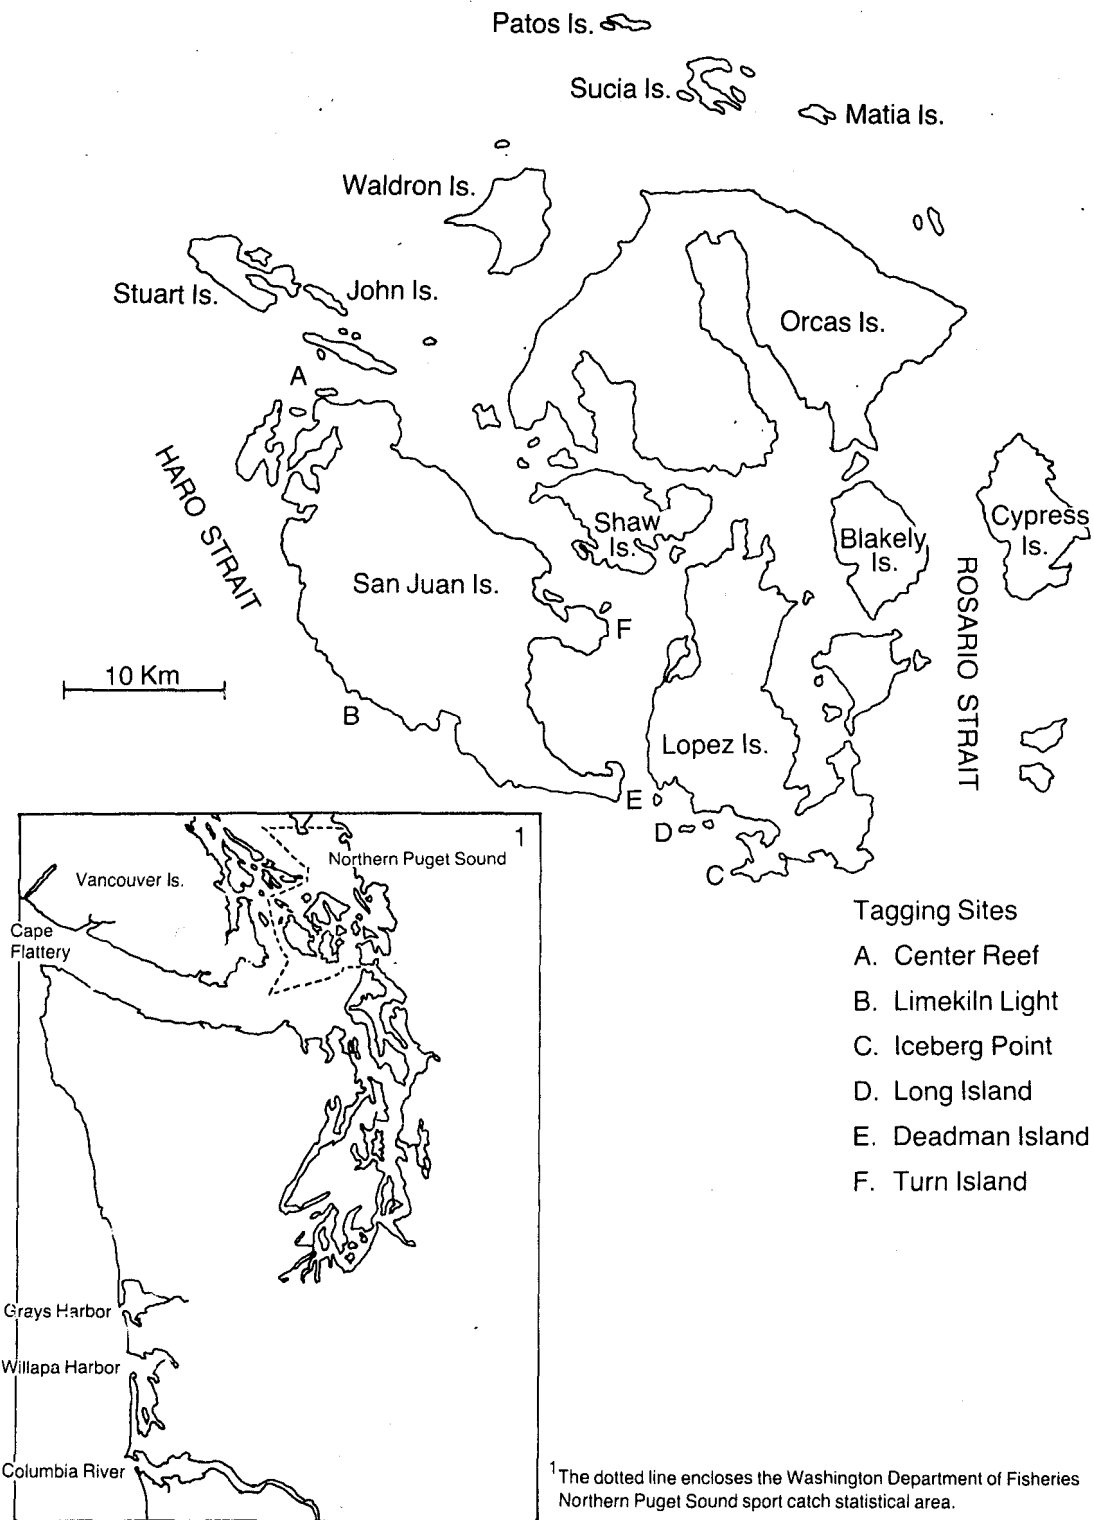 Patos Is.
Sucia Is.
Matia Is.
Waldron Is.
Stuart Is.
John Is.
Orcas Is.
A
HARO STRAIT
Shaw
Is.
Cypress
Is.
Blakely
Is.
San Juan Is.
ROSARIO STRAIT
F
10 Km
B
Lopez Is.
E
D
C
1
Northern Puget Sound
Vancouver Is.
Cape
Flattery
Grays Harbor
Willapa Harbor
Columbia River
Tagging Sites
A. Center Reef
B. Limekiln Light
C. Iceberg Point
D. Long Island
E. Deadman Island
F. Turn Island
1 The dotted line encloses the Washington Department of Fisheries
Northern Puget Sound sport catch statistical area.